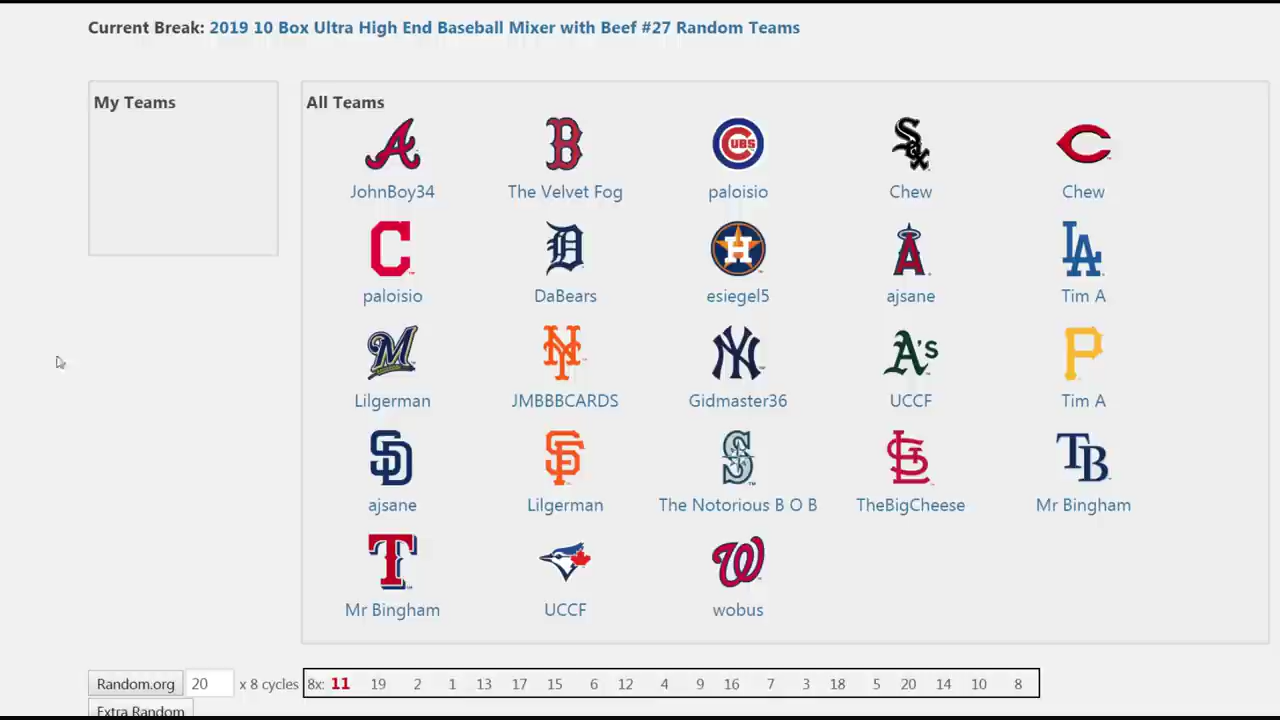 Current Break: 2019 10 Box Ultra High End Baseball Mixer with Beef #27 Random Teams
My Teams
All Teams
JohnBoy34 The Velvet Fog paloisio Chew Chew
paloisio DaBears esiegel5 ajsane Tim A
Lilgerman JMBBBCARDS Gidmaster36 UCCF Tim A
ajsane Lilgerman The Notorious B O B TheBigCheese Mr Bingham
Mr Bingham UCCF wobus
Random.org 20 x 8 cycles 8x: 11 19 2 1 13 17 15 6 12 4 9 16 7 3 18 5 20 14 10 8
Extra Random